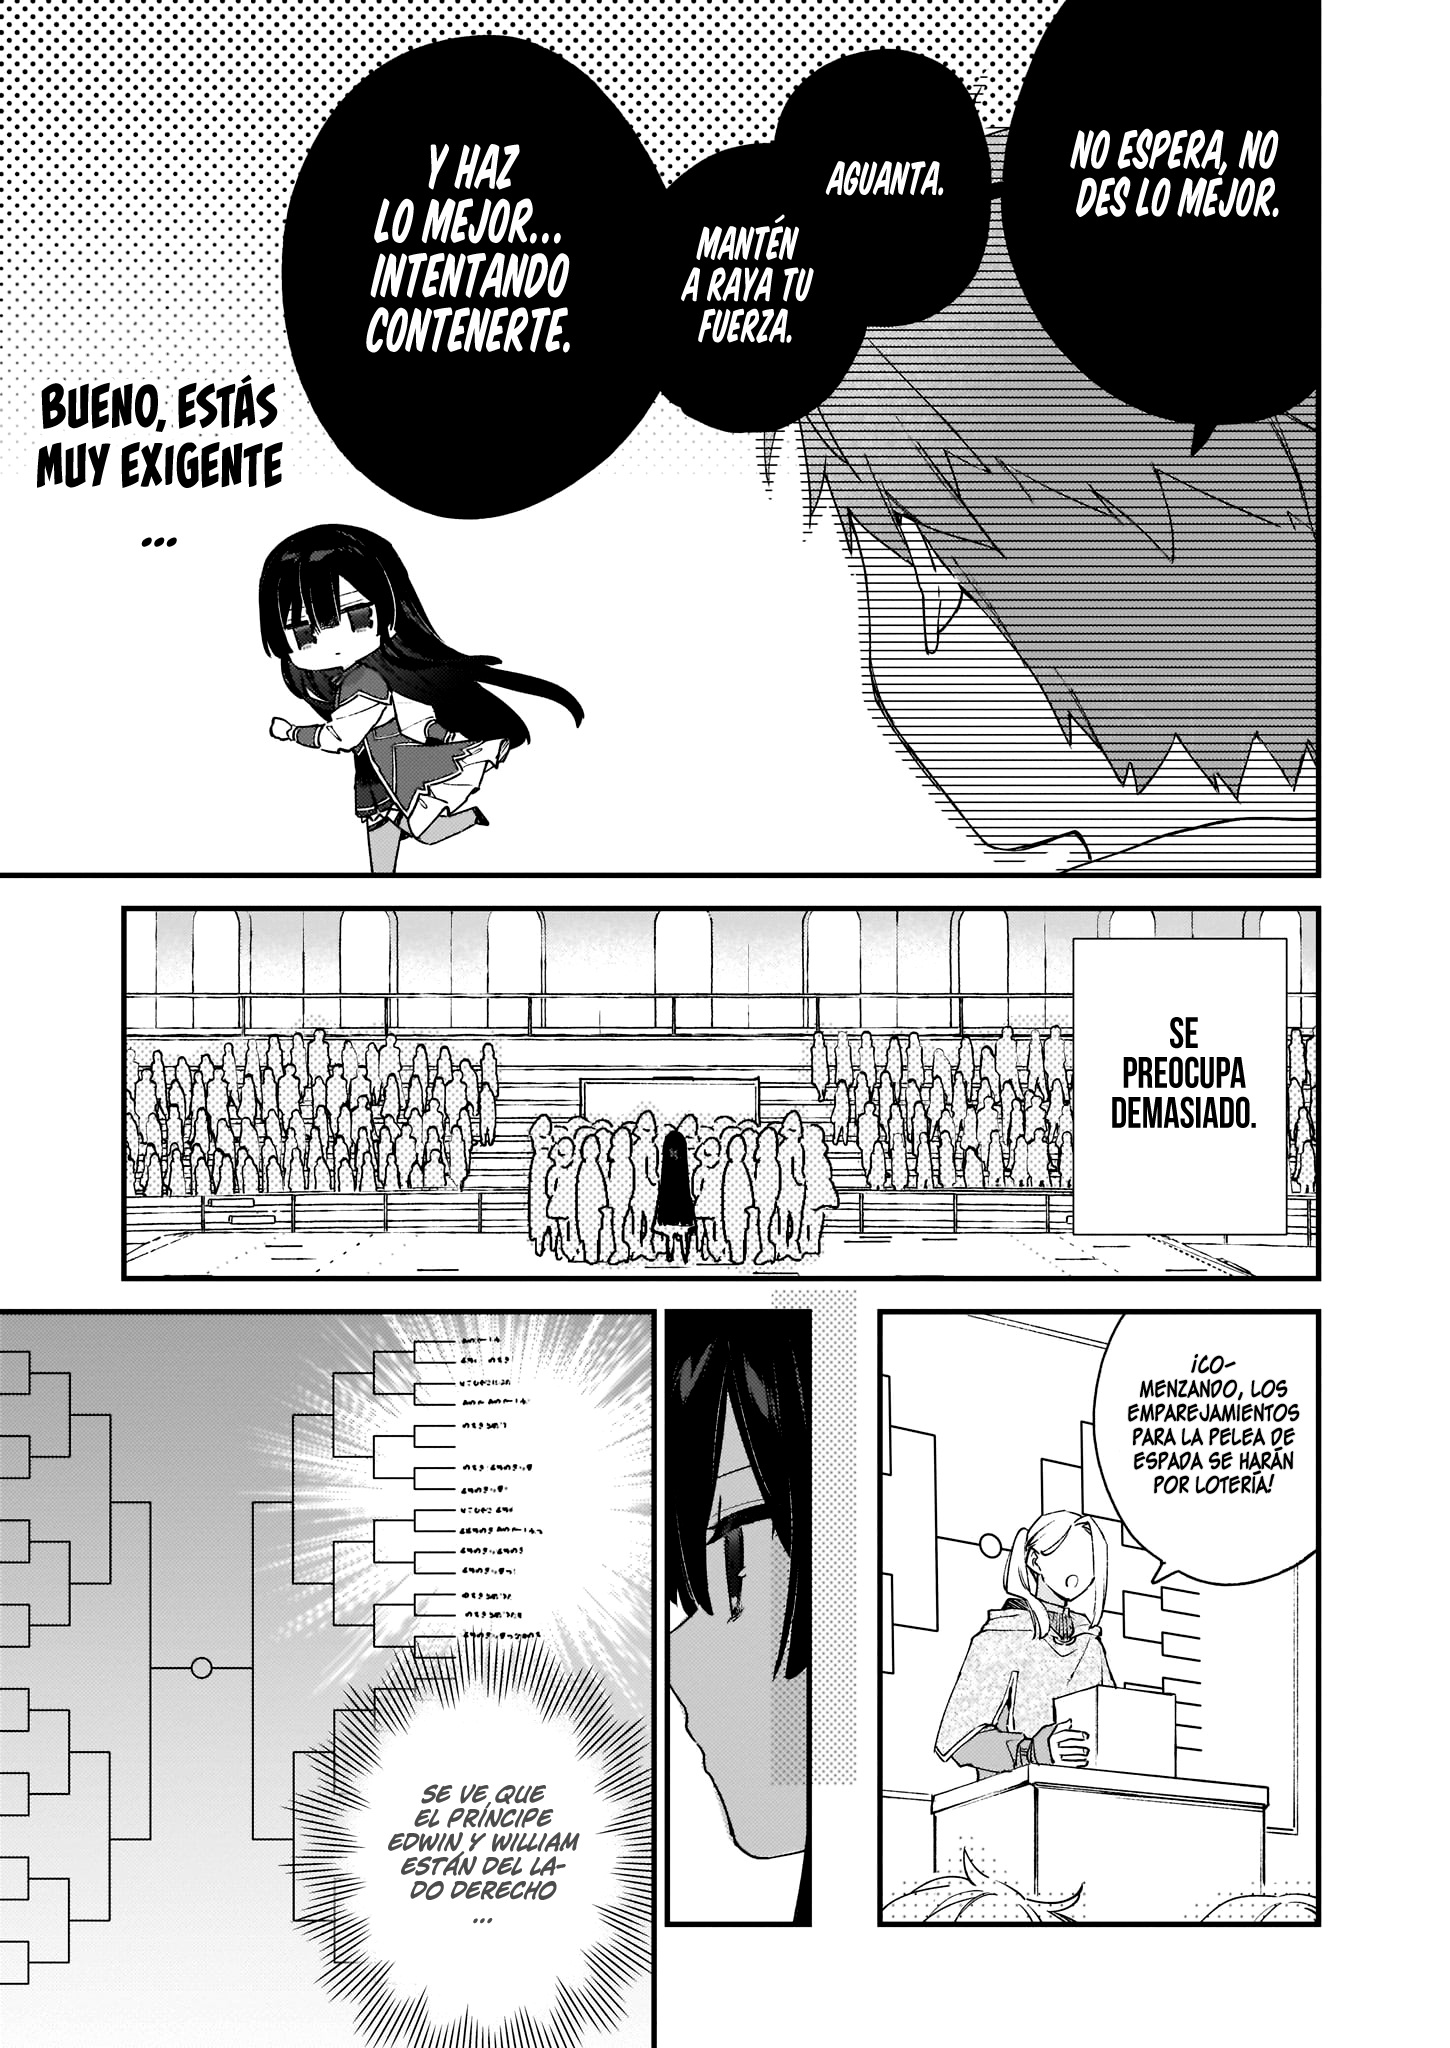 NO ESPERA, NO
DES LO MEJOR.
AGUANTA.
MANTÉN
A RAYA TU
FUERZA.
Y HAZ
LO MEJOR...
INTENTANDO
CONTENERTE.
BUENO, ESTÁS
MUY EXIGENTE
...
SE
PREOCUPA
DEMASIADO.
¡CO-
MENZANDO, LOS
EMPAREJAMIENTOS
PARA LA PELEA DE
ESPADA SE HARÁN
POR LOTERÍA!
SE VE QUE
EL PRÍNCIPE
EDWIN Y WILLIAM
ESTÁN DEL LA-
DO DERECHO
...